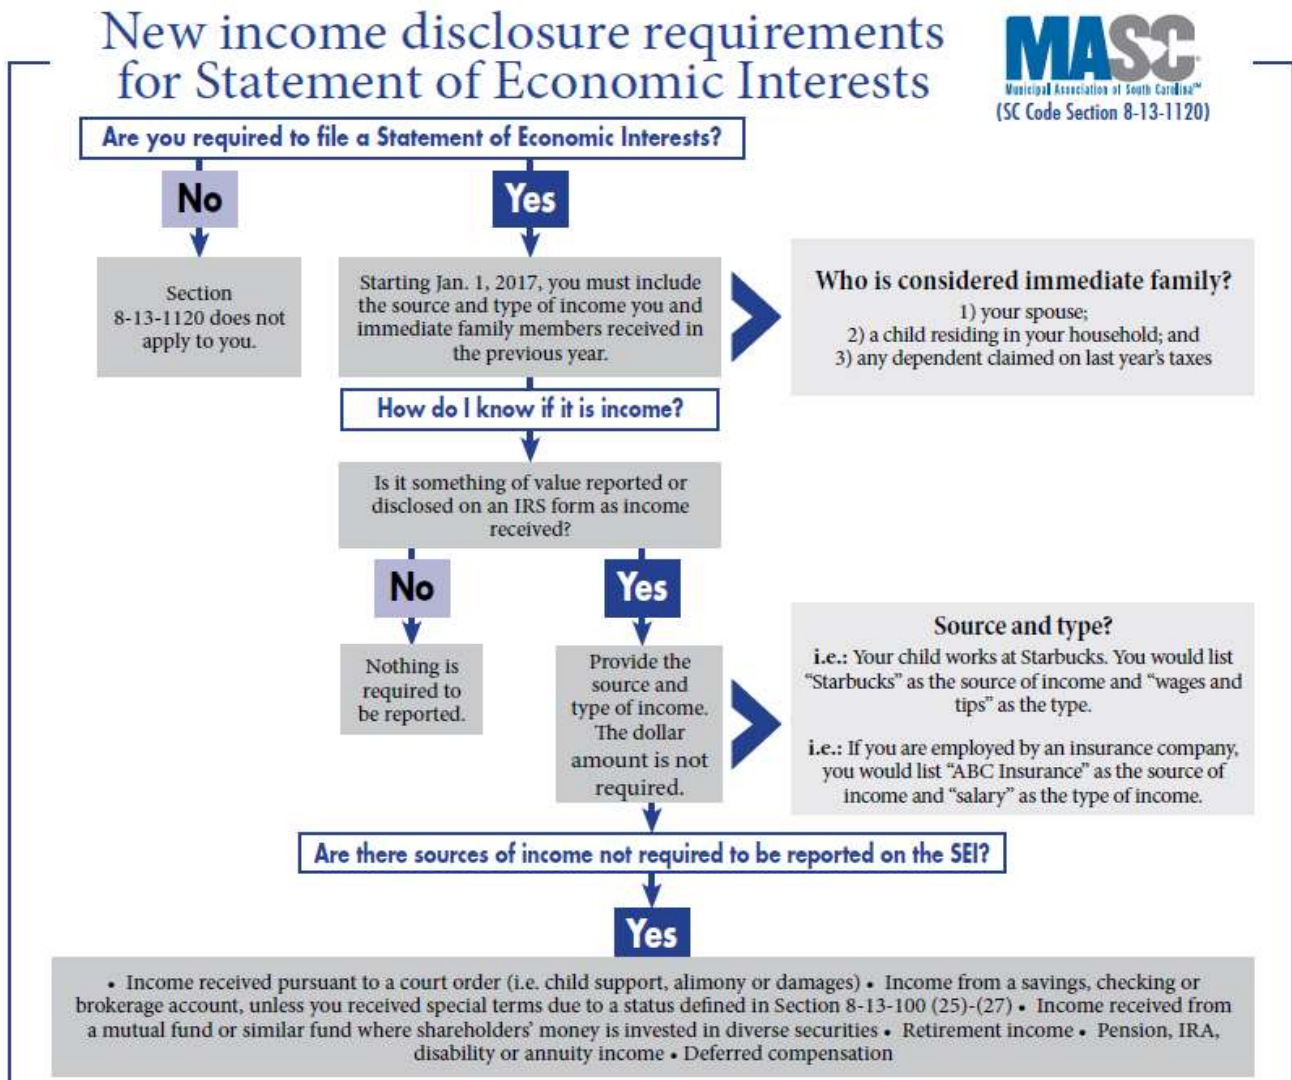 New income disclosure requirements
for Statement of Economic Interests
MASC
Municipal Association of South Carolina™
(SC Code Section 8-13-1120)
Are you required to file a Statement of Economic Interests?
No
Yes
Section
8-13-1120 does not
apply to you.
Starting Jan. 1, 2017, you must include
the source and type of income you and
immediate family members received in
the previous year.
Who is considered immediate family?
1) your spouse;
2) a child residing in your household; and
3) any dependent claimed on last year's taxes
How do I know if it is income?
Is it something of value reported or
disclosed on an IRS form as income
received?
No
Yes
Nothing is
required to
be reported.
Provide the
source and
type of income.
The dollar
amount is not
required.
Source and type?
i.e.: Your child works at Starbucks. You would list
“Starbucks” as the source of income and “wages and
tips” as the type.
i.e.: If you are employed by an insurance company,
you would list “ABC Insurance” as the source of
income and “salary” as the type of income.
Are there sources of income not required to be reported on the SEI?
Yes
• Income received pursuant to a court order (i.e. child support, alimony or damages) • Income from a savings, checking or
brokerage account, unless you received special terms due to a status defined in Section 8-13-100 (25)-(27) • Income received from
a mutual fund or similar fund where shareholders' money is invested in diverse securities • Retirement income • Pension, IRA,
disability or annuity income • Deferred compensation